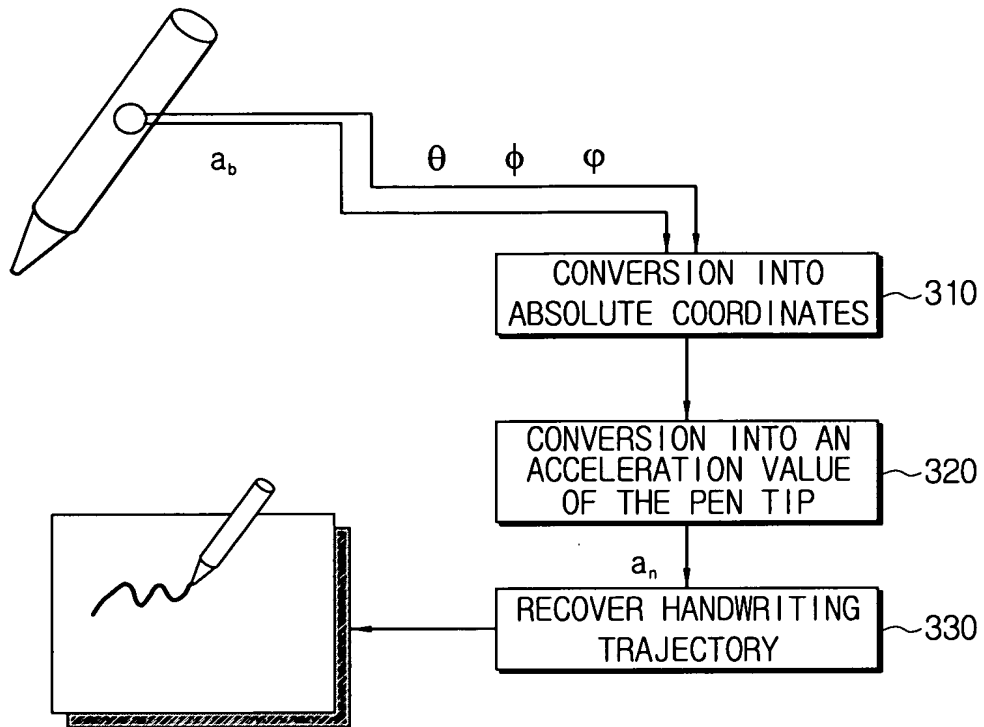 a_b
θ ϕ φ
CONVERSION INTO
ABSOLUTE COORDINATES
310
CONVERSION INTO AN
ACCELERATION VALUE
OF THE PEN TIP
320
a_n
RECOVER HANDWRITING
TRAJECTORY
330